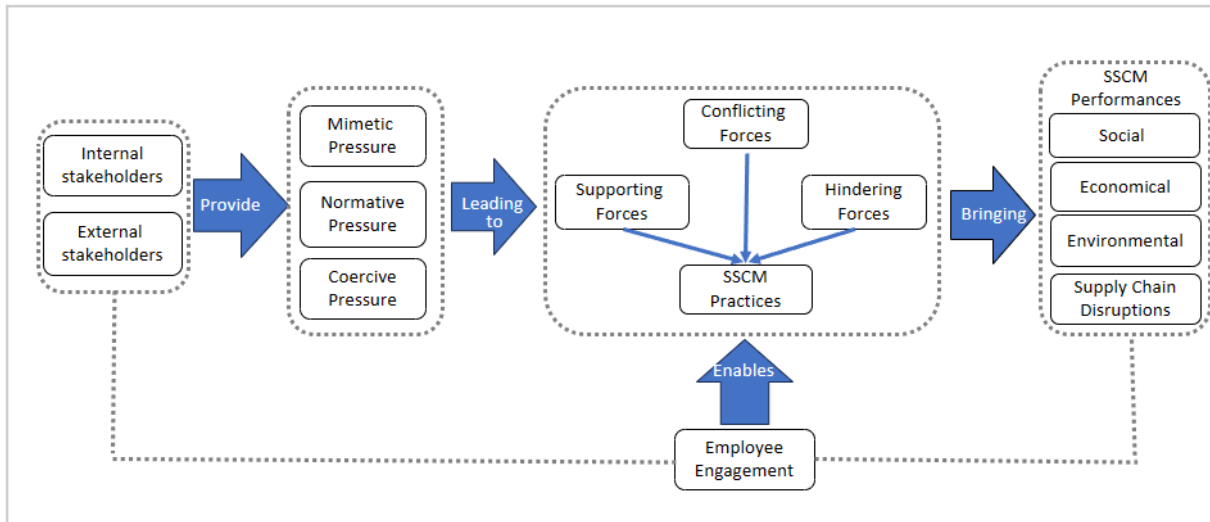 Internal
stakeholders
External
stakeholders
Provide
Mimetic
Pressure
Normative
Pressure
Coercive
Pressure
Leading
to
Conflicting
Forces
Supporting
Forces
Hindering
Forces
SSCM
Practices
Bringing
SSCM
Performances
Social
Economical
Environmental
Supply Chain
Disruptions
Enables
Employee
Engagement